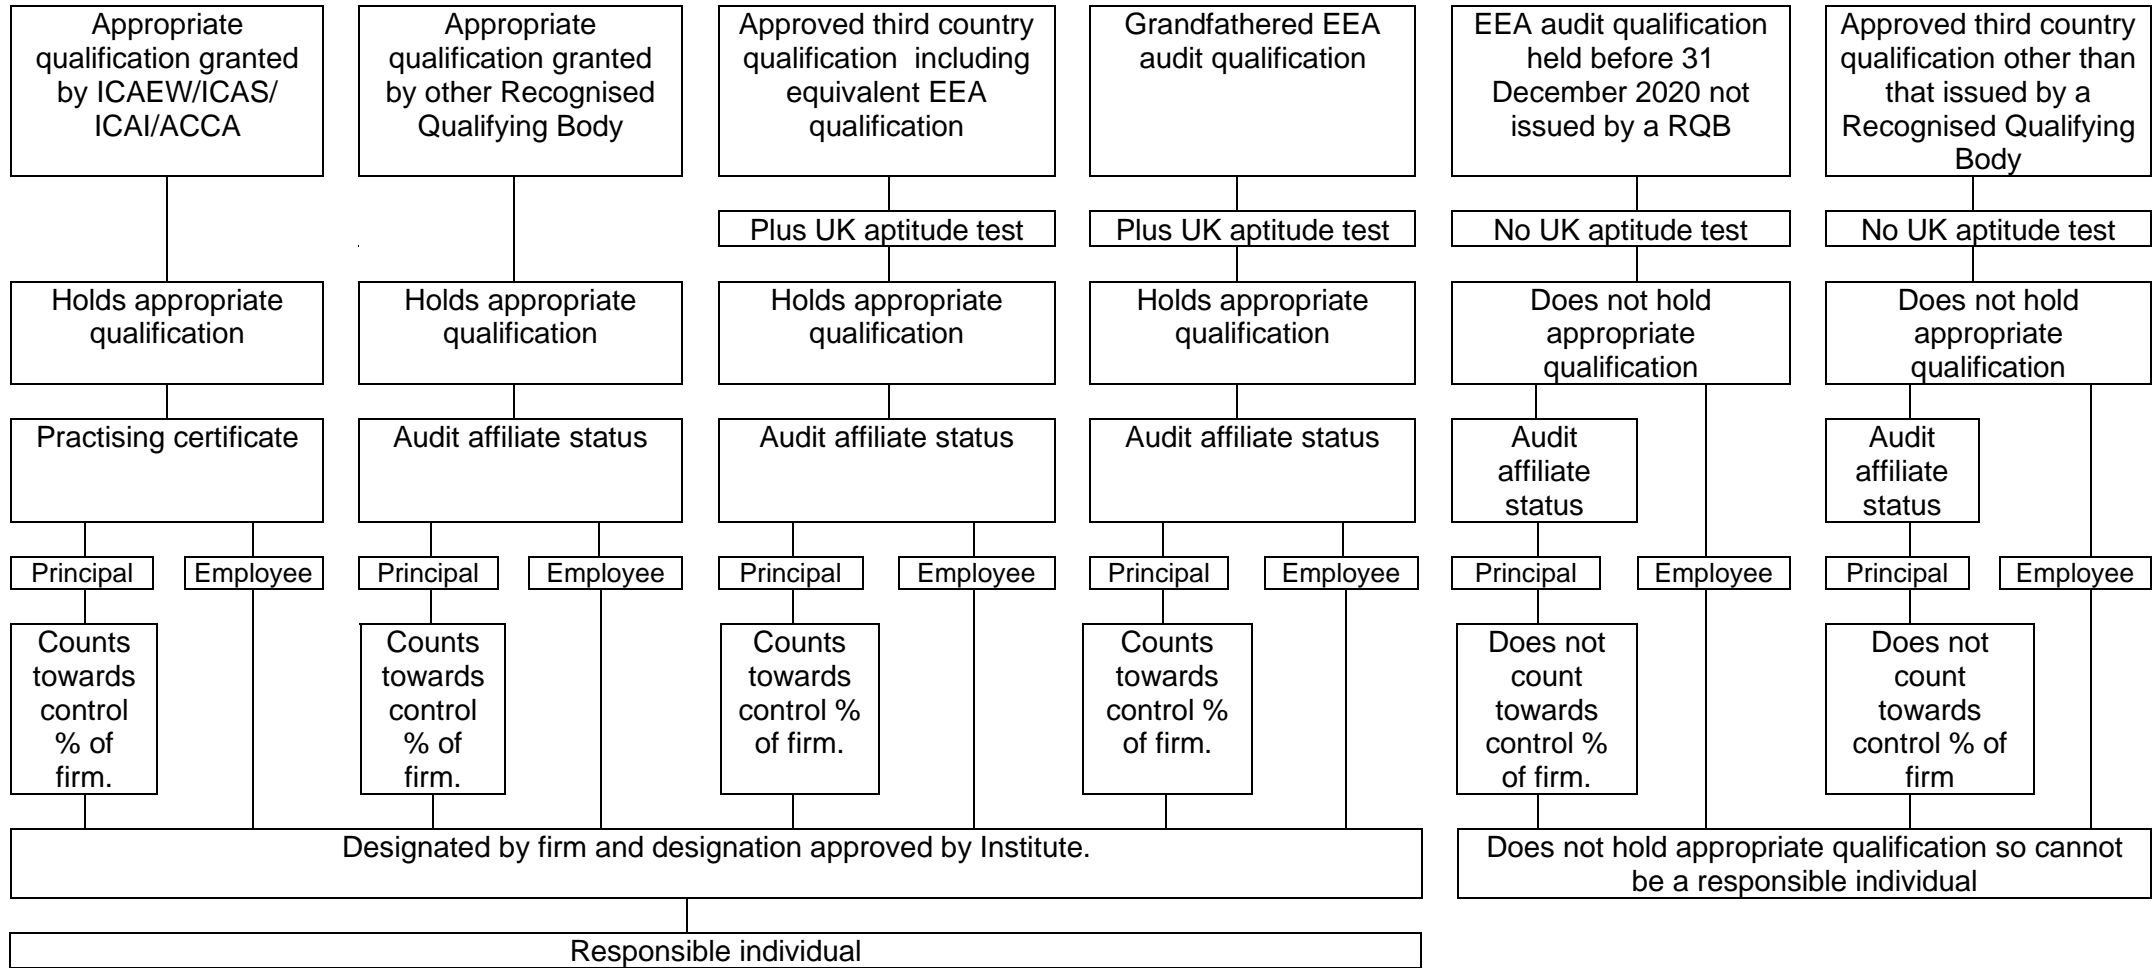 Appropriate
qualification granted
by ICAEW/ICAS/
ICAI/ACCA
Appropriate
qualification granted
by other Recognised
Qualifying Body
Approved third country
qualification including
equivalent EEA
qualification
Grandfathered EEA
audit qualification
EEA audit qualification
held before 31
December 2020 not
issued by a RQB
Approved third country
qualification other than
that issued by a
Recognised Qualifying
Body
Plus UK aptitude test
Plus UK aptitude test
No UK aptitude test
No UK aptitude test
Holds appropriate
qualification
Holds appropriate
qualification
Holds appropriate
qualification
Holds appropriate
qualification
Does not hold
appropriate
qualification
Does not hold
appropriate
qualification
Practising certificate
Audit affiliate status
Audit affiliate status
Audit affiliate status
Audit
affiliate
status
Audit
affiliate
status
Principal
Employee
Principal
Employee
Principal
Employee
Principal
Employee
Principal
Employee
Principal
Employee
Counts
towards
control
% of
firm.
Counts
towards
control
% of
firm.
Counts
towards
control %
of firm.
Counts
towards
control %
of firm.
Does not
count
towards
control %
of firm.
Does not
count
towards
control % of
firm
Designated by firm and designation approved by Institute.
Does not hold appropriate qualification so cannot
be a responsible individual
Responsible individual